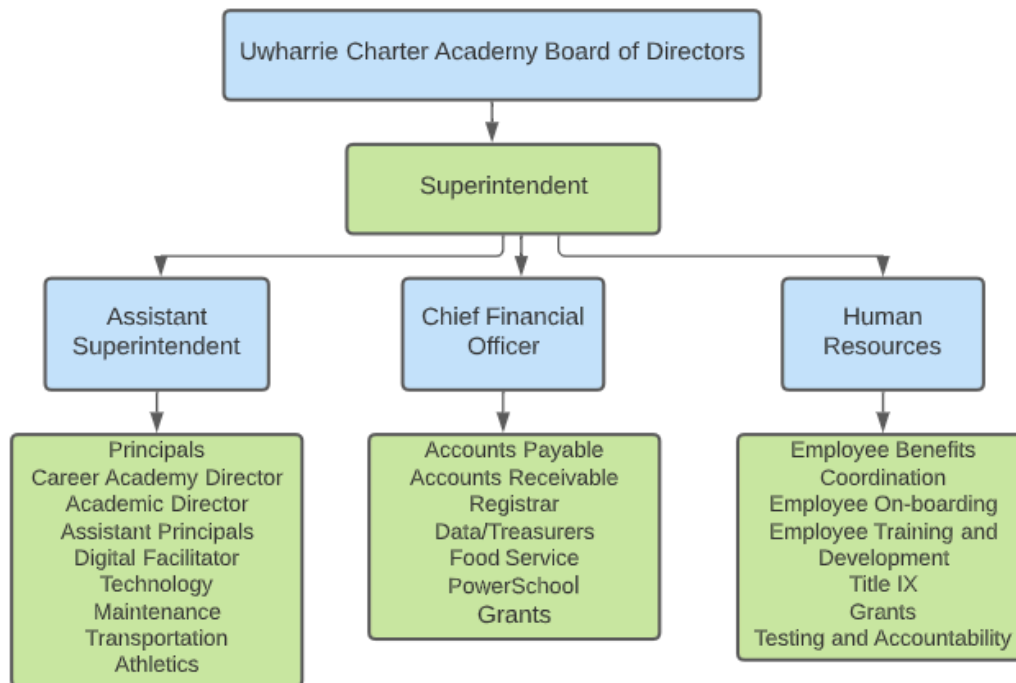 Uwharrie Charter Academy Board of Directors
Superintendent
Assistant
Superintendent
Chief Financial
Officer
Human
Resources
Principals
Career Academy Director
Academic Director
Assistant Principals
Digital Facilitator
Technology
Maintenance
Transportation
Athletics
Accounts Payable
Accounts Receivable
Registrar
Data/Treasurers
Food Service
PowerSchool
Grants
Employee Benefits
Coordination
Employee On-boarding
Employee Training and
Development
Title IX
Grants
Testing and Accountability